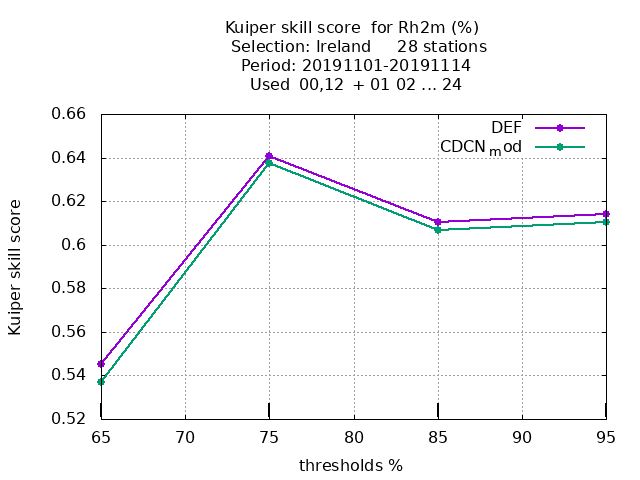 Kuiper skill score for Rh2m (%)
Selection: Ireland 28 stations
Period: 20191101-20191114
Used 00,12 + 01 02 ... 24
DEF
CDCNmod
0.66
0.64
0.62
0.6
0.58
0.56
0.54
0.52
Kuiper skill score
65 70 75 80 85 90 95
thresholds %